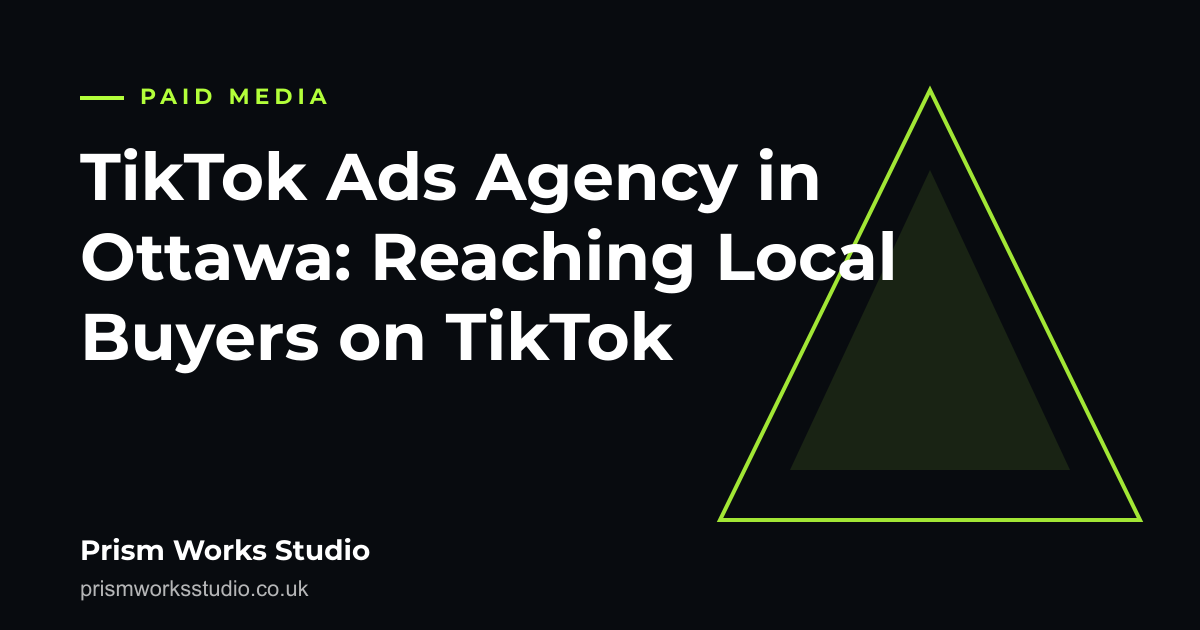 PAID MEDIA
TikTok Ads Agency in
Ottawa: Reaching Local
Buyers on TikTok
Prism Works Studio
prismworksstudio.co.uk